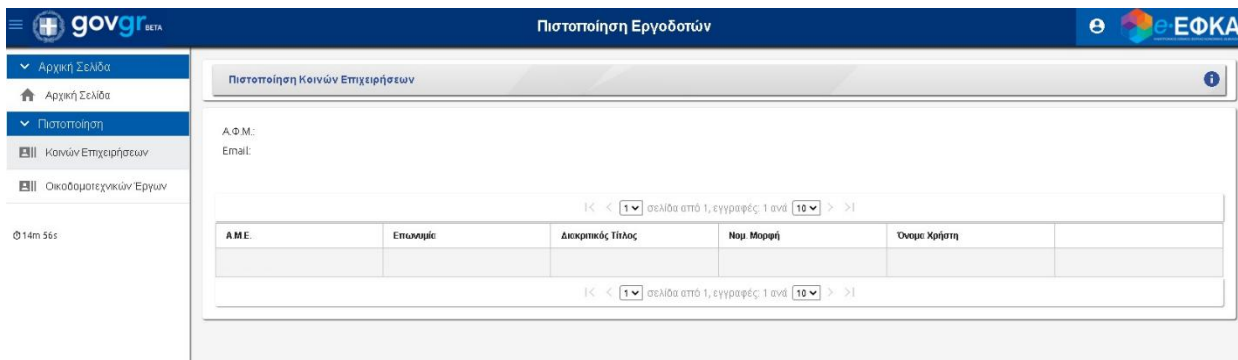 govgr BETA
Πιστοποίηση Εργοδοτών
e-ΕΦΚΑ
Αρχική Σελίδα
Αρχική Σελίδα
Πιστοποίηση
Κοινών Επιχειρήσεων
Οικοδομοτεχνικών Έργων
14m 56s
Πιστοποίηση Κοινών Επιχειρήσεων
Α.Φ.Μ.:
Email:
|< < 1 σελίδα από 1, εγγραφές: 1 ανά 10 > >|
Α.Μ.Ε. Επωνυμία Διακριτικός Τίτλος Νομ. Μορφή Όνομα Χρήστη
|< < 1 σελίδα από 1, εγγραφές: 1 ανά 10 > >|